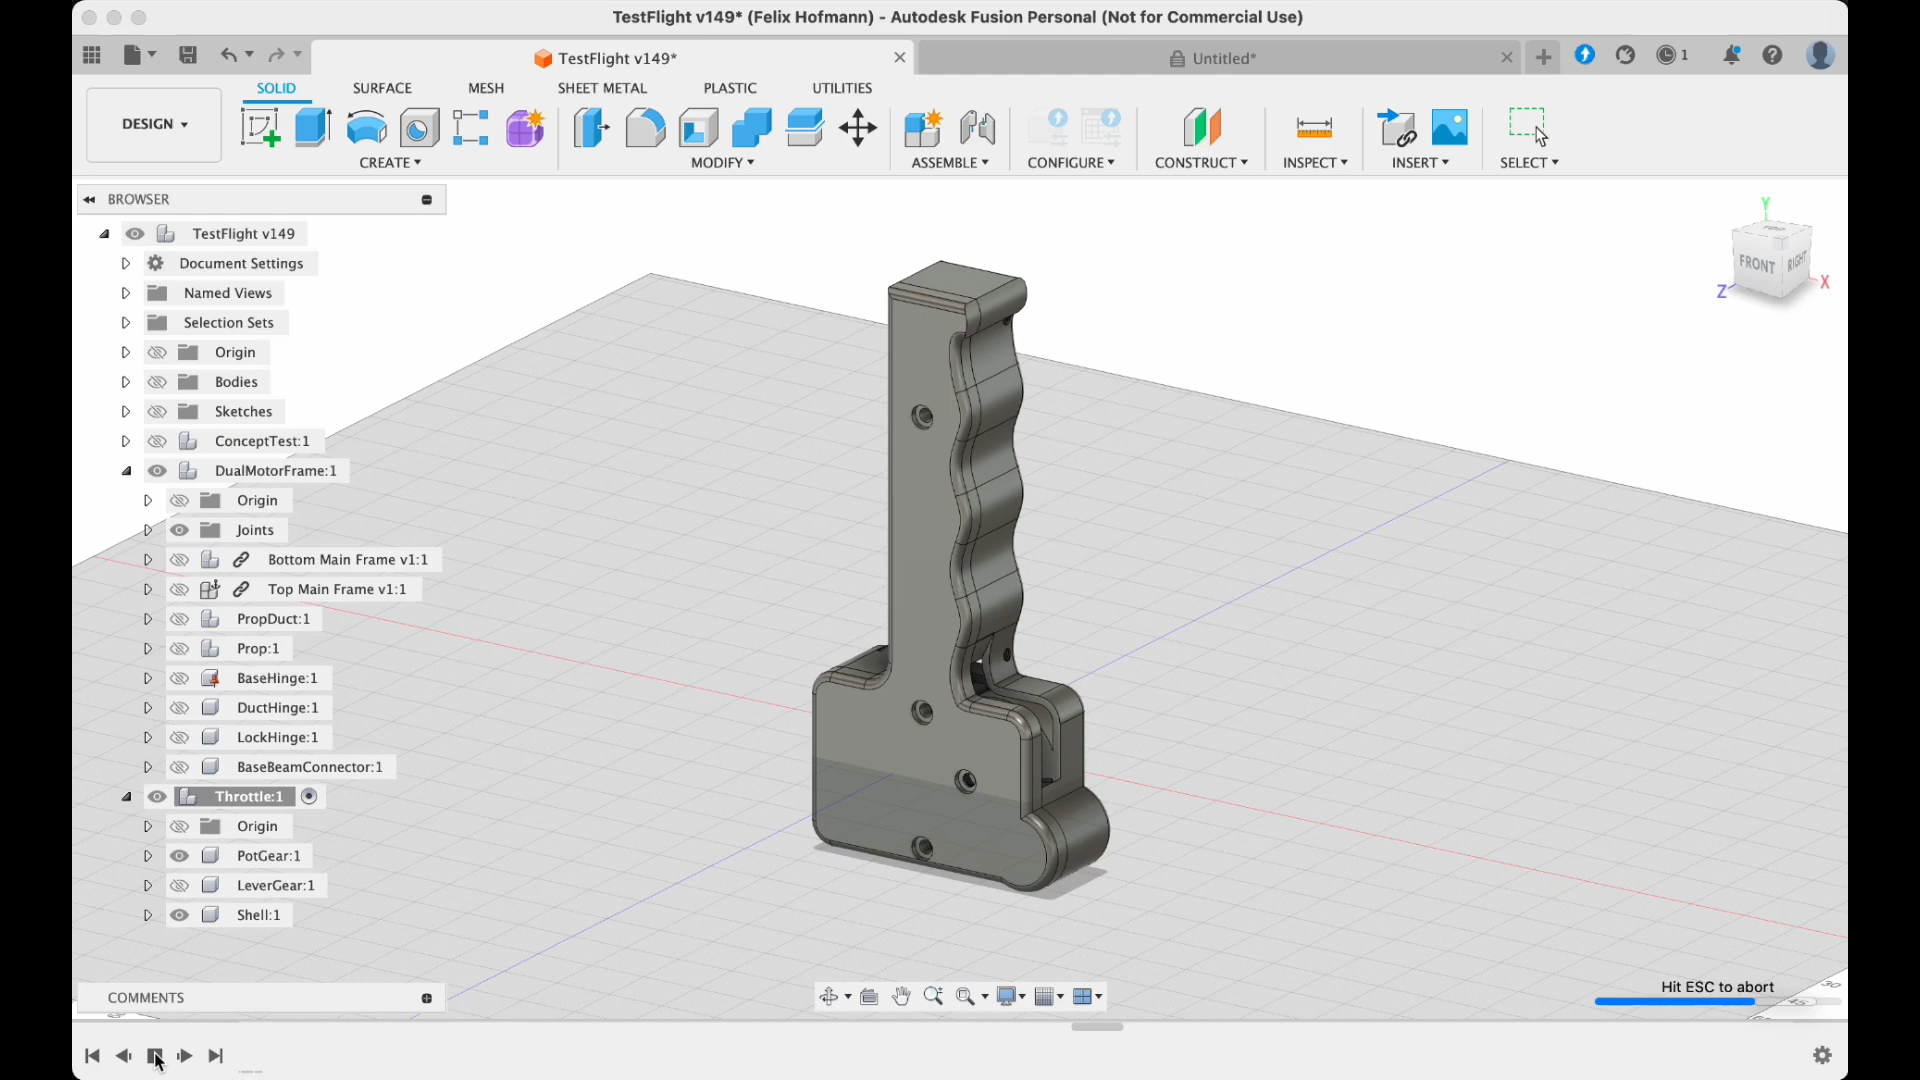 TestFlight v149* (Felix Hofmann) - Autodesk Fusion Personal (Not for Commercial Use)
TestFlight v149*
Untitled*
1
SOLID
SURFACE
MESH
SHEET METAL
PLASTIC
UTILITIES
DESIGN
CREATE
MODIFY
ASSEMBLE
CONFIGURE
CONSTRUCT
INSPECT
INSERT
SELECT
BROWSER
TestFlight v149
Document Settings
Named Views
Selection Sets
Origin
Bodies
Sketches
ConceptTest:1
DualMotorFrame:1
Origin
Joints
Bottom Main Frame v1:1
Top Main Frame v1:1
PropDuct:1
Prop:1
BaseHinge:1
DuctHinge:1
LockHinge:1
BaseBeamConnector:1
Throttle:1
Origin
PotGear:1
LeverGear:1
Shell:1
Y
TOP
FRONT
RIGHT
X
Z
Hit ESC to abort
COMMENTS